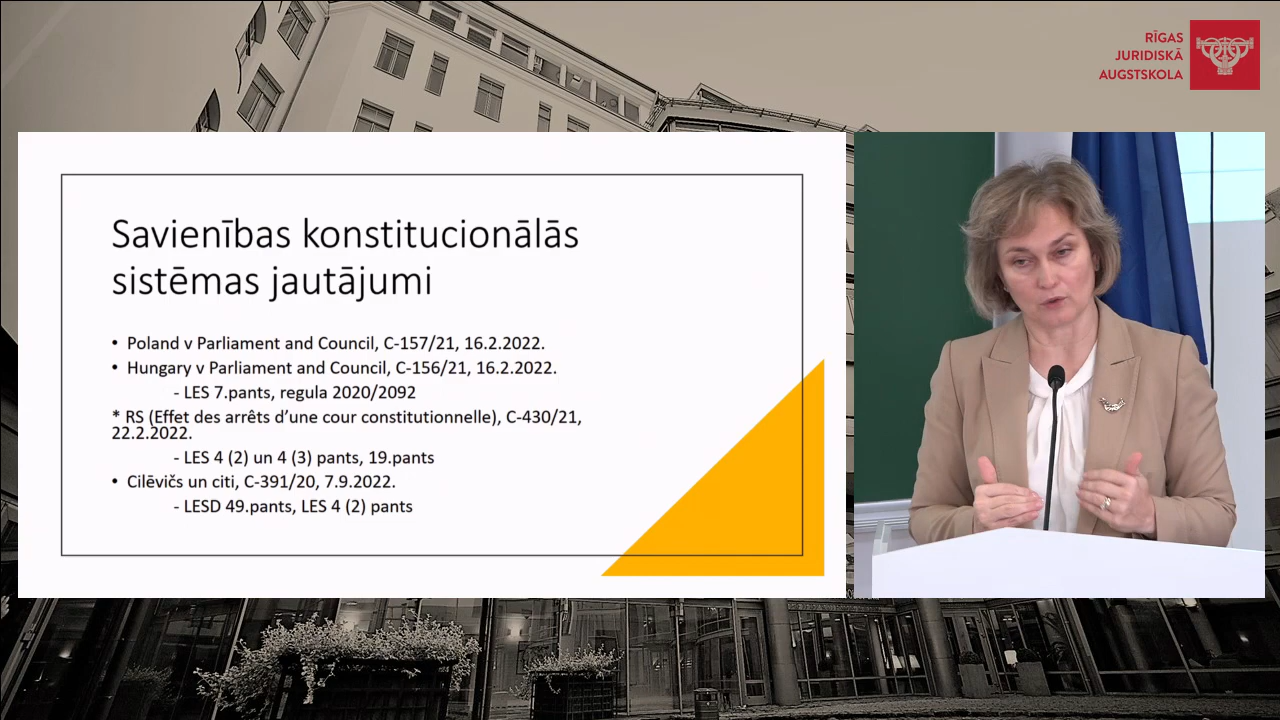 RĪGAS
JURIDISKĀ
AUGSTSKOLA
Savienības konstitucionālās
sistēmas jautājumi
• Poland v Parliament and Council, C-157/21, 16.2.2022.
• Hungary v Parliament and Council, C-156/21, 16.2.2022.
- LES 7.pants, regula 2020/2092
* RS (Effet des arrêts d’une cour constitutionnelle), C-430/21,
22.2.2022.
- LES 4 (2) un 4 (3) pants, 19.pants
• Cilēvičs un citi, C-391/20, 7.9.2022.
- LESD 49.pants, LES 4 (2) pants